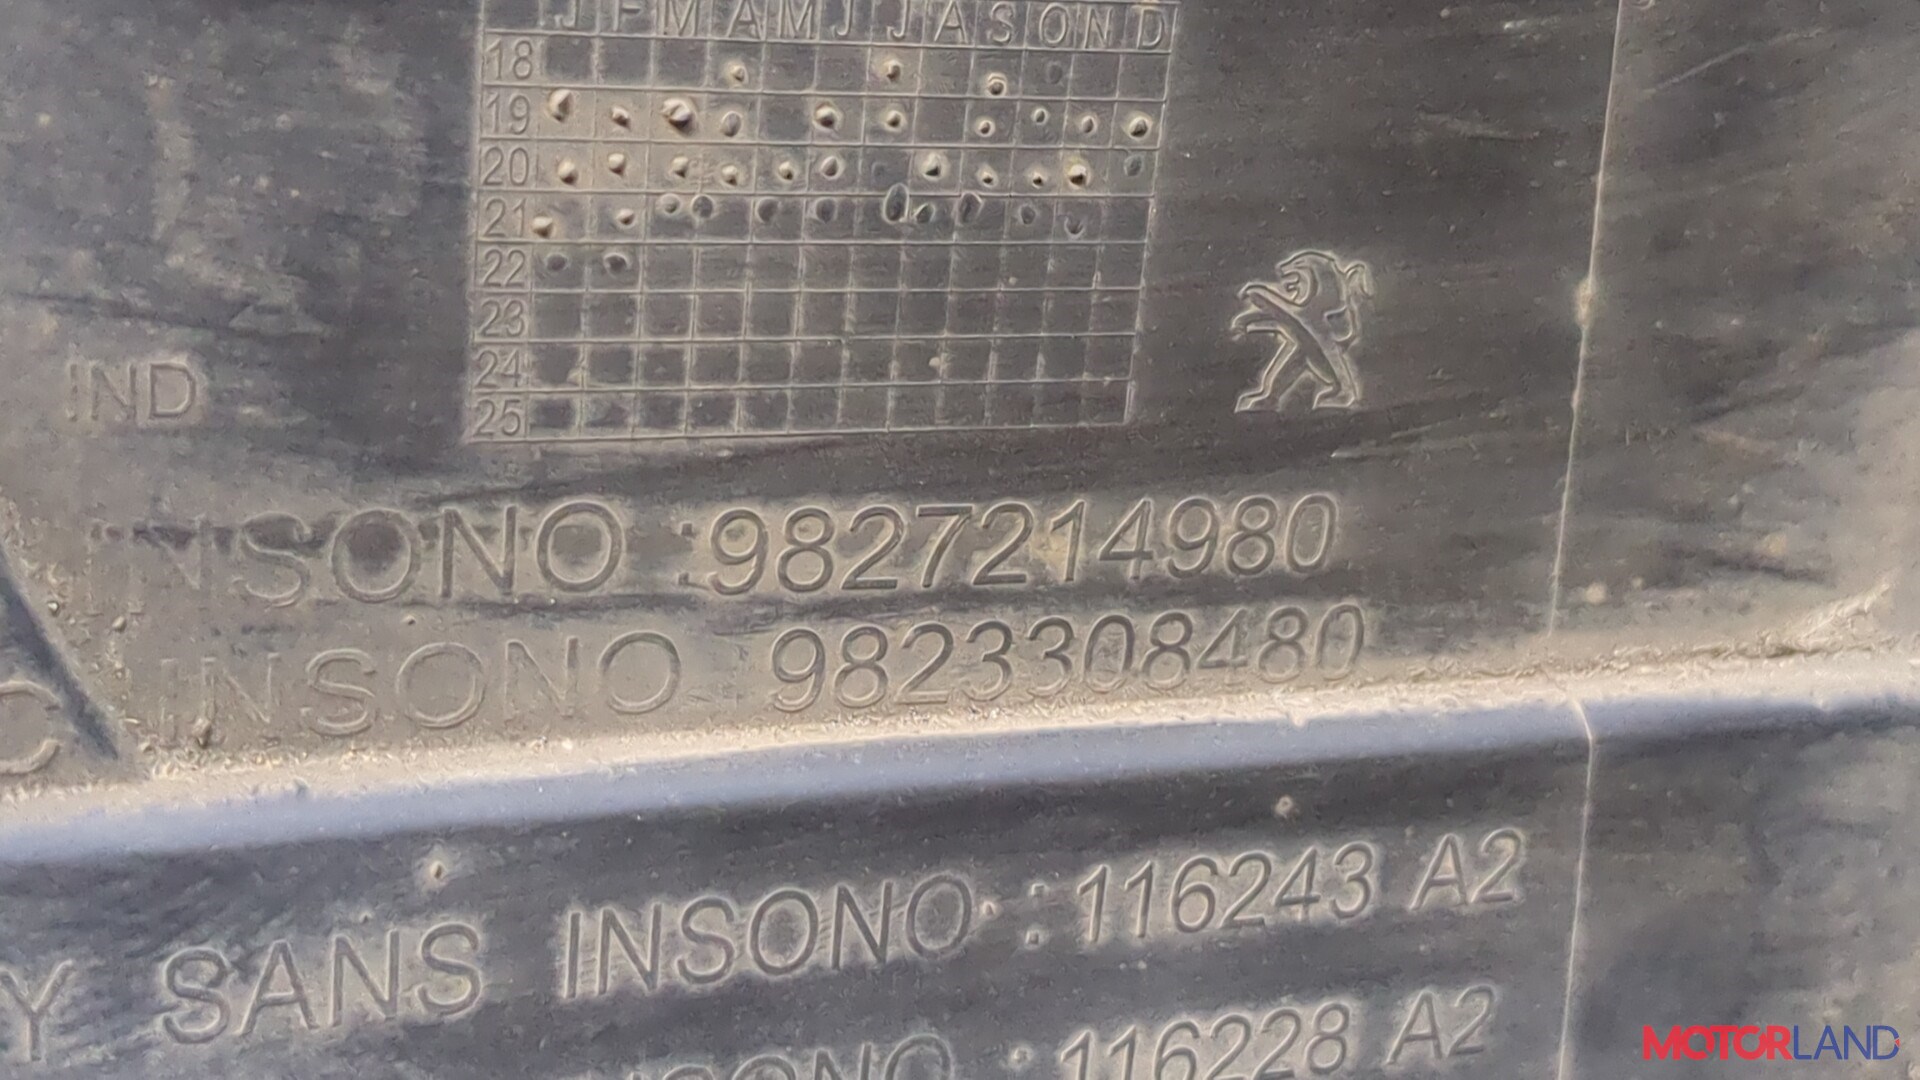 J F M A M J J A S O N D
18
19
20
21
22
23
24
25
IND
INSONO :9827214980
C INSONO 9823308480
Y SANS INSONO :116243 A2
INSONO :116228 A2
MOTORLAND